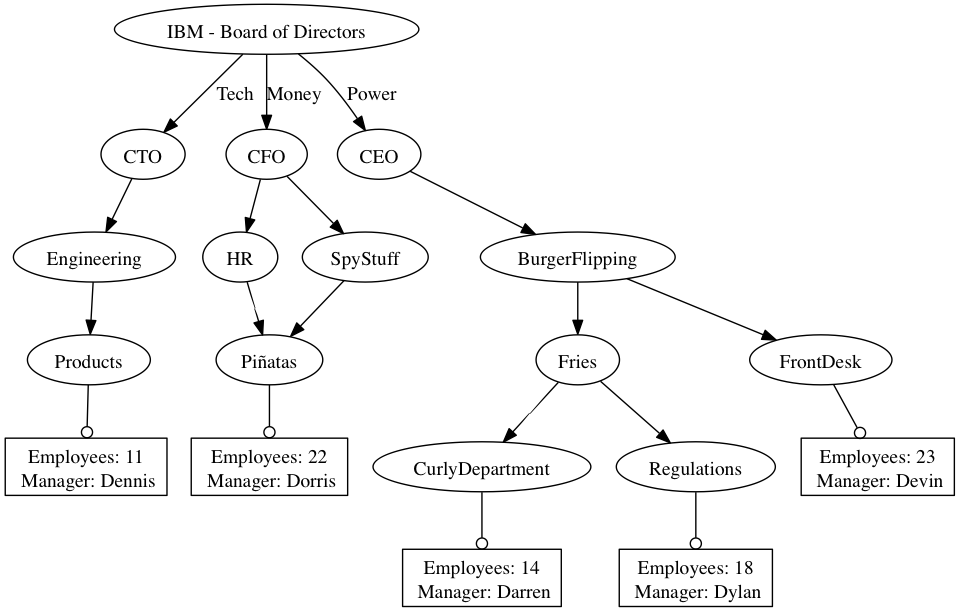 IBM - Board of Directors
Tech
Money
Power
CTO
CFO
CEO
Engineering
HR
SpyStuff
BurgerFlipping
Products
Piñatas
Fries
FrontDesk
Employees: 11
Manager: Dennis
Employees: 22
Manager: Dorris
CurlyDepartment
Regulations
Employees: 23
Manager: Devin
Employees: 14
Manager: Darren
Employees: 18
Manager: Dylan